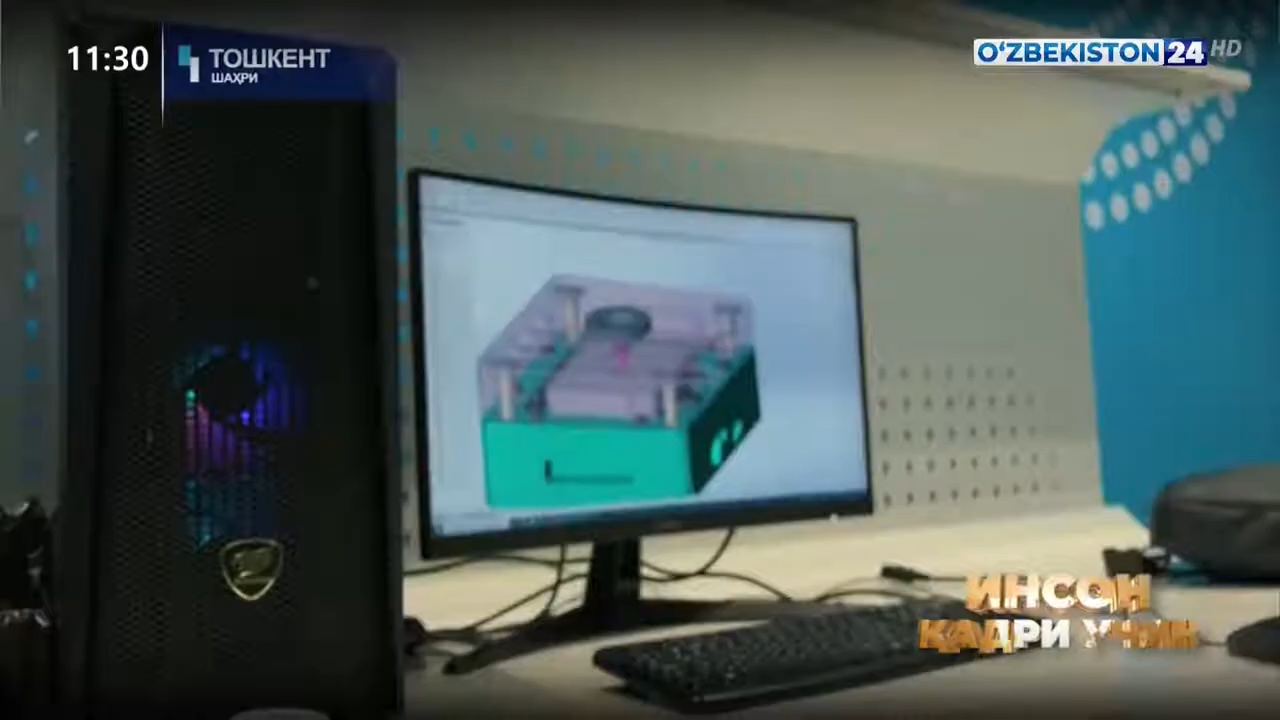 11:30
ТОШКЕНТ
ШАҲРИ
O‘ZBEKISTON 24 HD
ИНСОН
ҚАДРИ УЧУН